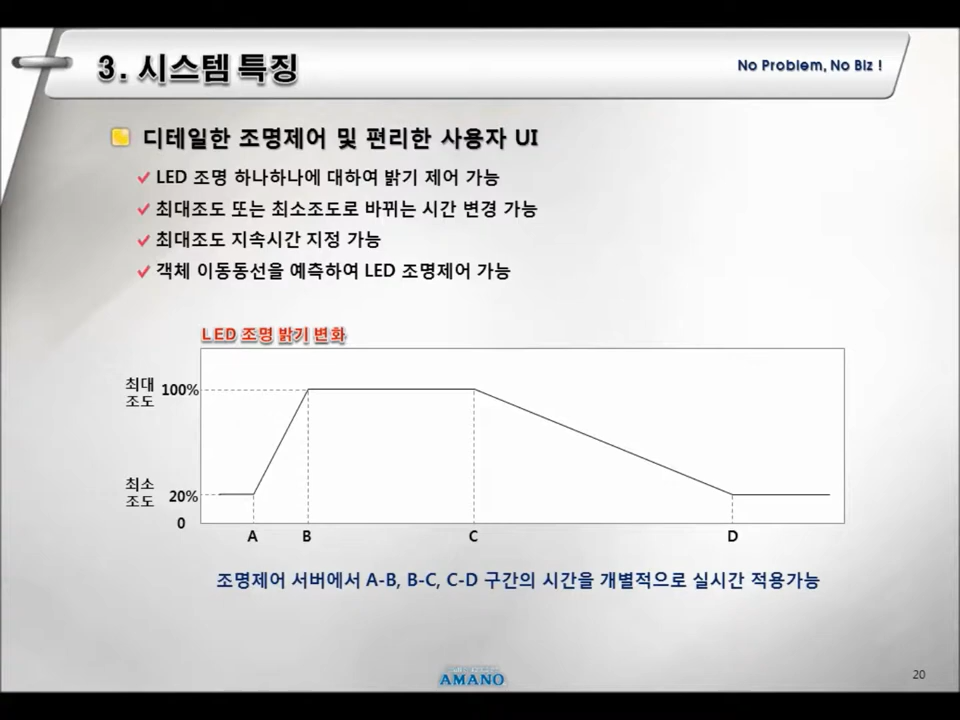 3. 시스템 특징
No Problem, No Biz !
디테일한 조명제어 및 편리한 사용자 UI
LED 조명 하나하나에 대하여 밝기 제어 가능
최대조도 또는 최소조도로 바뀌는 시간 변경 가능
최대조도 지속시간 지정 가능
객체 이동동선을 예측하여 LED 조명제어 가능
LED 조명 밝기 변화
최대
조도
100%
최소
조도
20%
0
A B C D
조명제어 서버에서 A-B, B-C, C-D 구간의 시간을 개별적으로 실시간 적용가능
AMANO
20